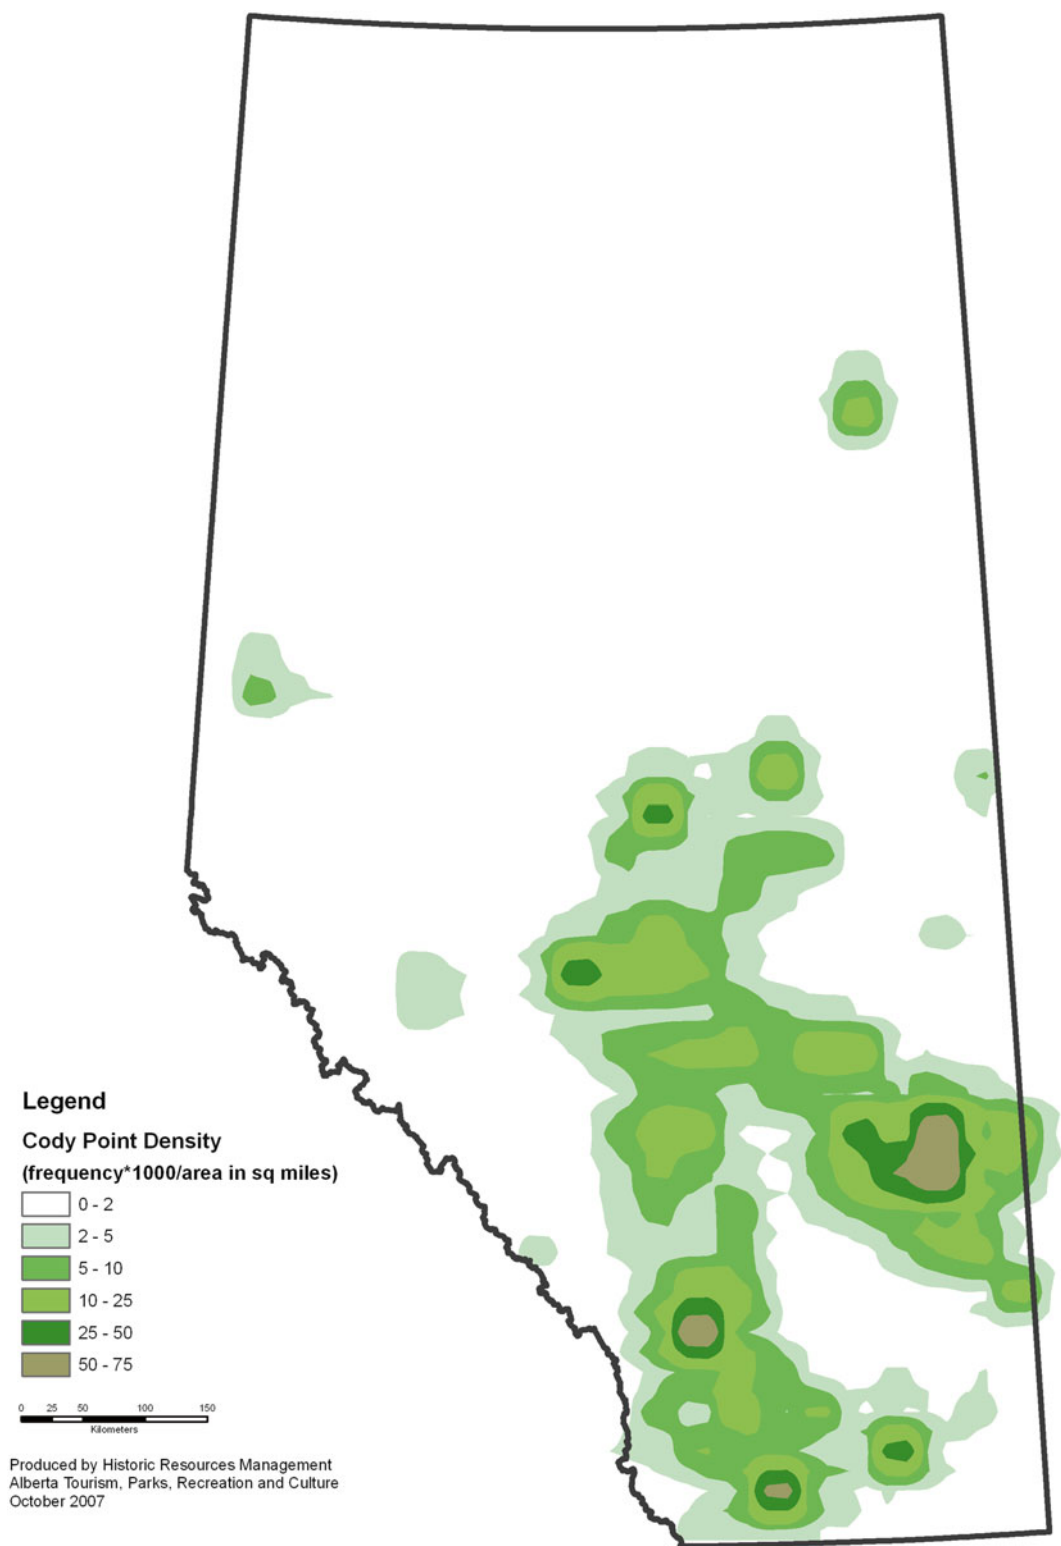 Legend
Cody Point Density
(frequency*1000/area in sq miles)
0 - 2
2 - 5
5 - 10
10 - 25
25 - 50
50 - 75
0 25 50 100 150
Kilometers
Produced by Historic Resources Management
Alberta Tourism, Parks, Recreation and Culture
October 2007